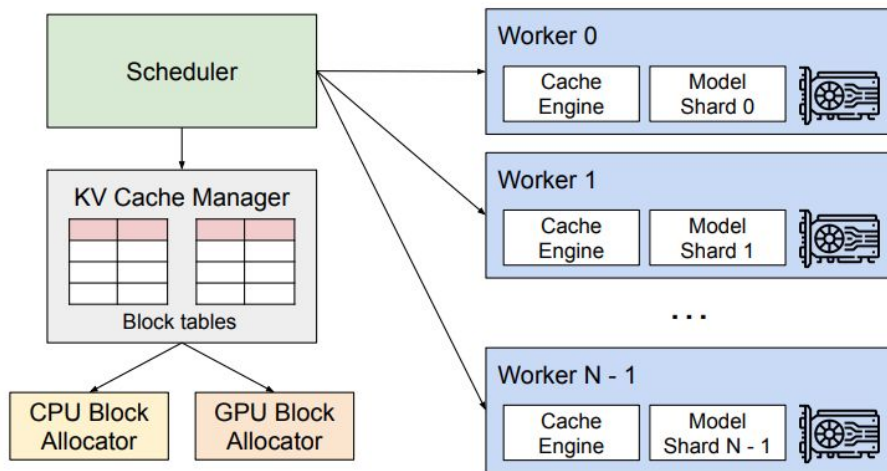 Scheduler
KV Cache Manager
Block tables
CPU Block
Allocator
GPU Block
Allocator
Worker 0
Cache
Engine
Model
Shard 0
Worker 1
Cache
Engine
Model
Shard 1
...
Worker N - 1
Cache
Engine
Model
Shard N - 1